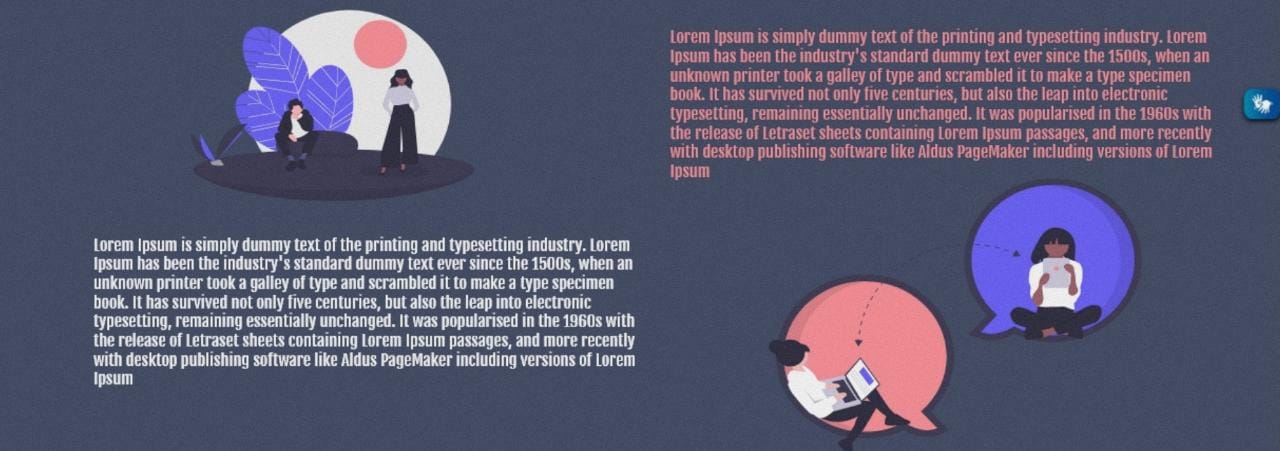 Lorem Ipsum is simply dummy text of the printing and typesetting industry. Lorem
Ipsum has been the industry's standard dummy text ever since the 1500s, when an
unknown printer took a galley of type and scrambled it to make a type specimen
book. It has survived not only five centuries, but also the leap into electronic
typesetting, remaining essentially unchanged. It was popularised in the 1960s with
the release of Letraset sheets containing Lorem Ipsum passages, and more recently
with desktop publishing software like Aldus PageMaker including versions of Lorem
Ipsum
Lorem Ipsum is simply dummy text of the printing and typesetting industry. Lorem
Ipsum has been the industry's standard dummy text ever since the 1500s, when an
unknown printer took a galley of type and scrambled it to make a type specimen
book. It has survived not only five centuries, but also the leap into electronic
typesetting, remaining essentially unchanged. It was popularised in the 1960s with
the release of Letraset sheets containing Lorem Ipsum passages, and more recently
with desktop publishing software like Aldus PageMaker including versions of Lorem
Ipsum